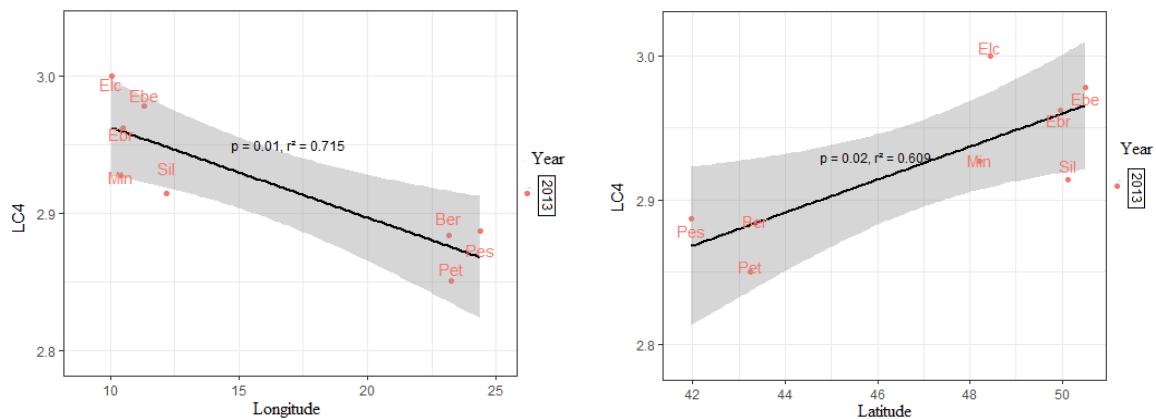 3.0
2.9
2.8
LC4
Elc
Ebe
Ebr
Min
Sil
p = 0.01, r² = 0.715
Ber
Pes
Pet
10
15
20
25
Longitude
Year
2013
3.0
2.9
2.8
LC4
Elc
Ebe
Ebr
p = 0.02, r² = 0.609
Min
Sil
Pes
Ber
Pet
42
44
46
48
50
Latitude
Year
2013